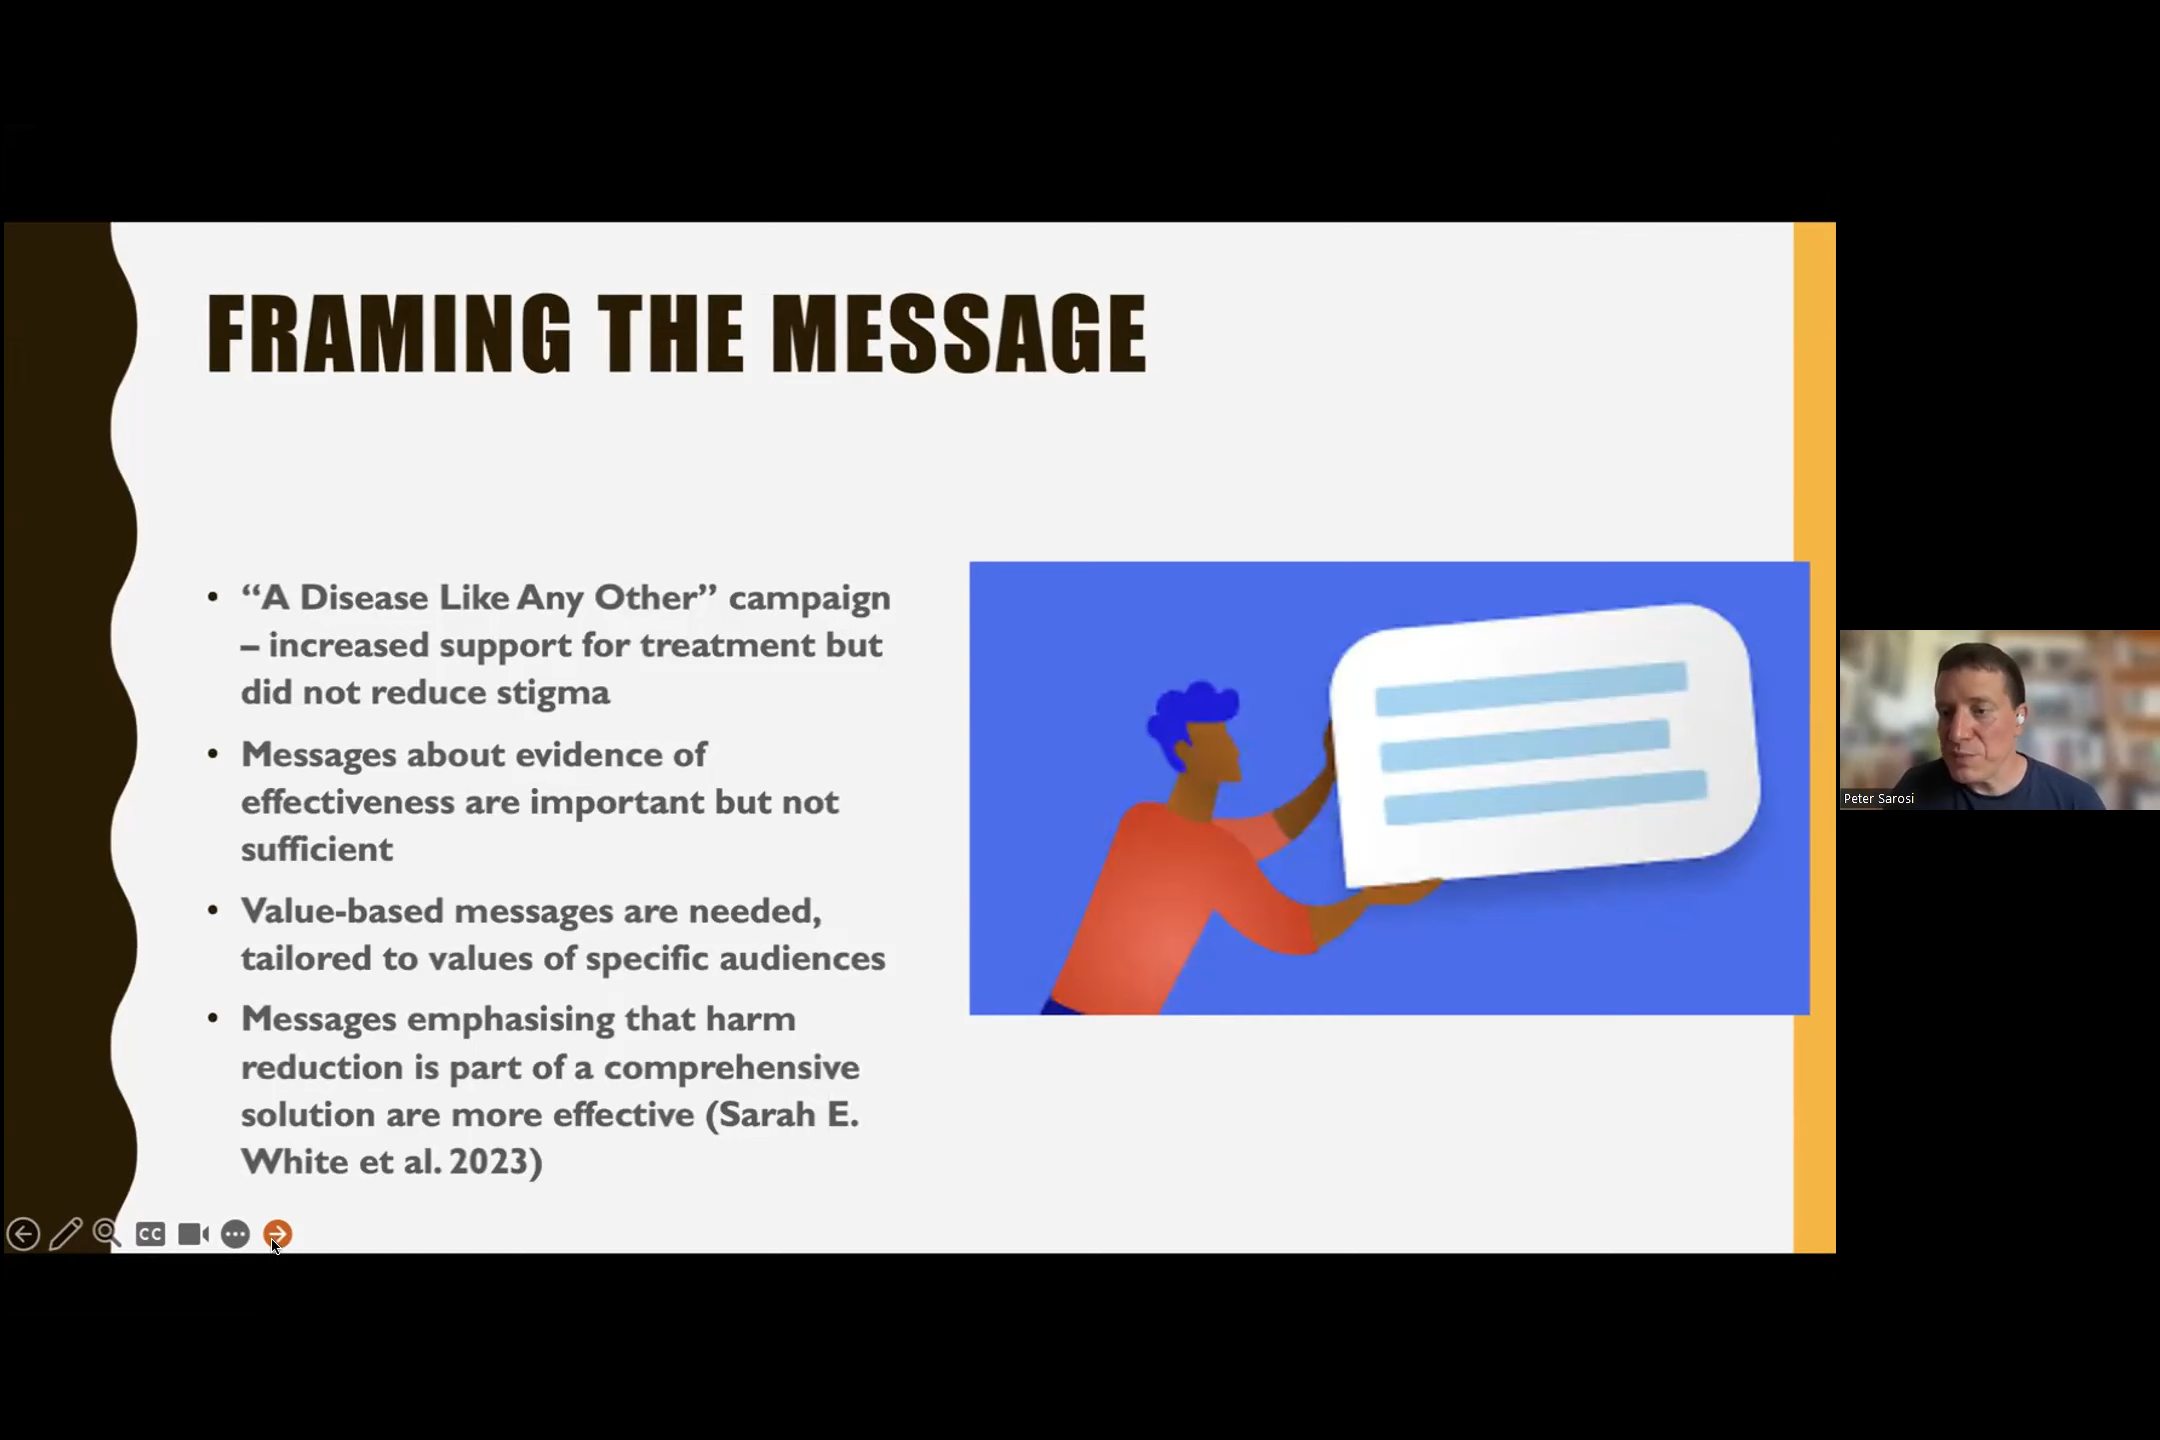 FRAMING THE MESSAGE
• “A Disease Like Any Other” campaign
– increased support for treatment but
did not reduce stigma
• Messages about evidence of
effectiveness are important but not
sufficient
• Value-based messages are needed,
tailored to values of specific audiences
• Messages emphasising that harm
reduction is part of a comprehensive
solution are more effective (Sarah E.
White et al. 2023)
CC
Peter Sarosi